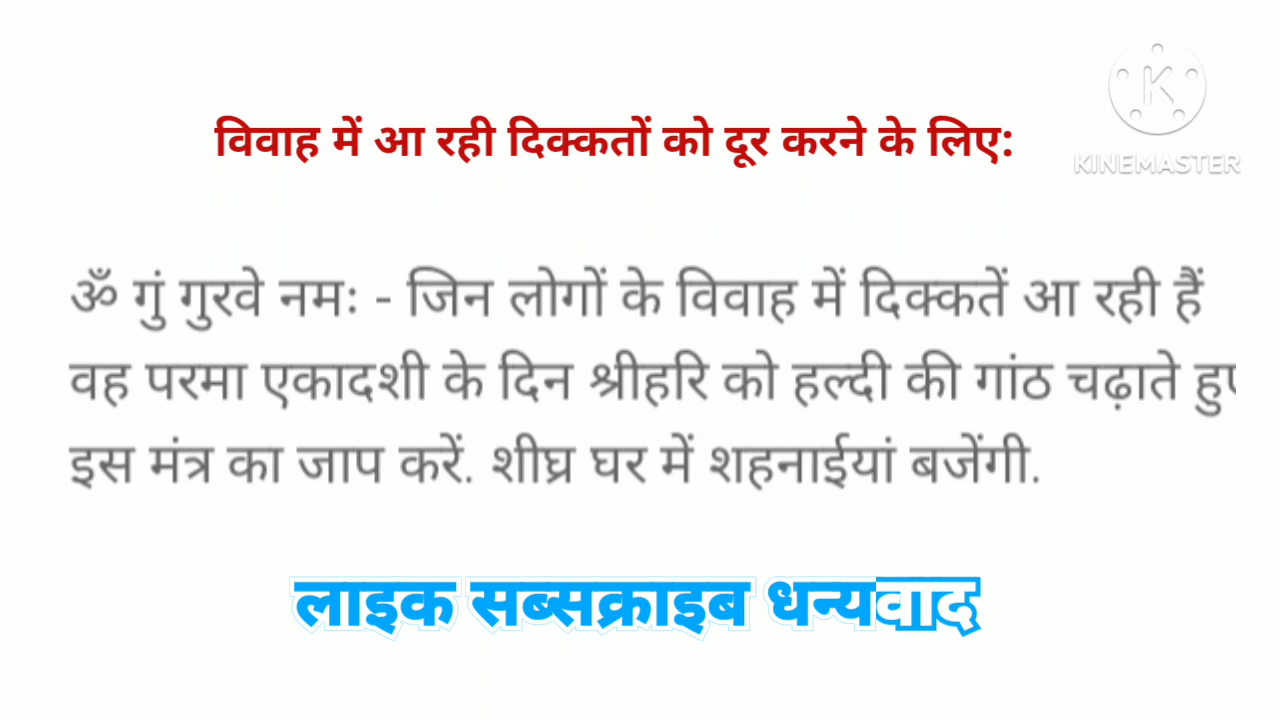 विवाह में आ रही दिक्कतों को दूर करने के लिए:
KINEMASTER
ॐ गुं गुरवे नमः - जिन लोगों के विवाह में दिक्कतें आ रही हैं
वह परमा एकादशी के दिन श्रीहरि को हल्दी की गांठ चढ़ाते
इस मंत्र का जाप करें. शीघ्र घर में शहनाईयां बजेंगी.
लाइक सब्सक्राइब धन्यवाद